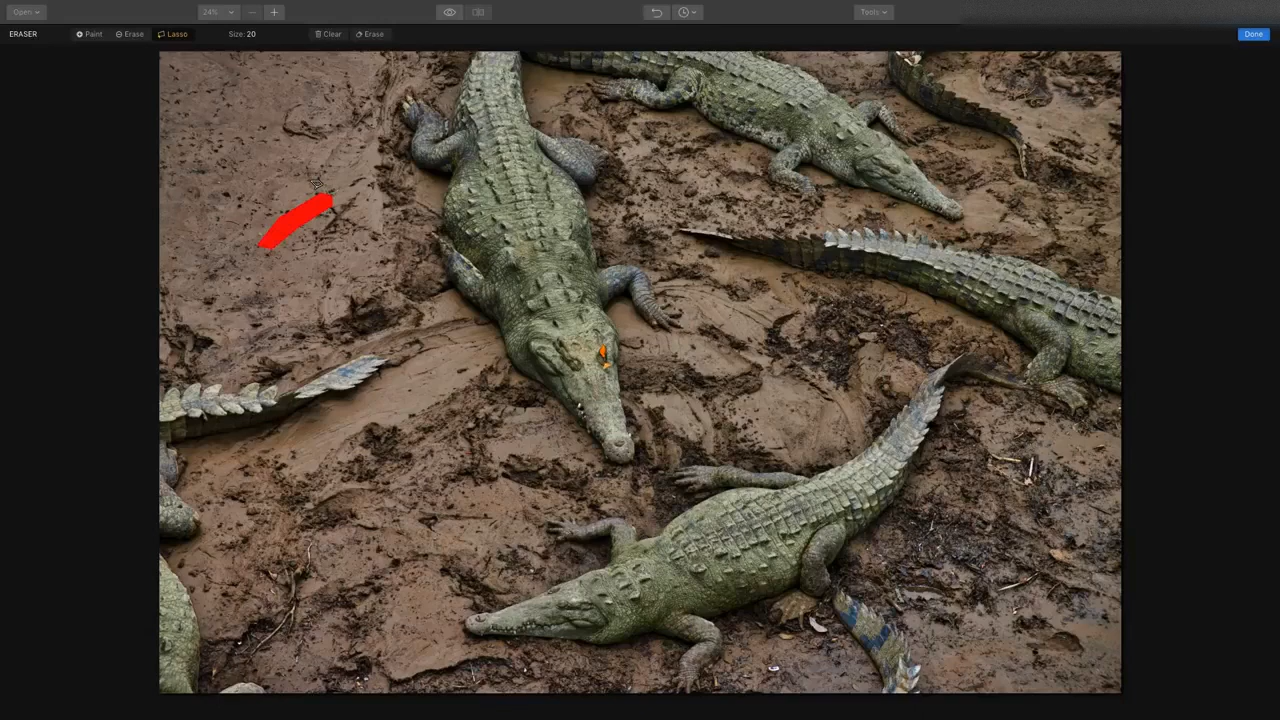 Open
24%
Tools
ERASER
Paint
Erase
Lasso
Size: 20
Clear
Erase
Done